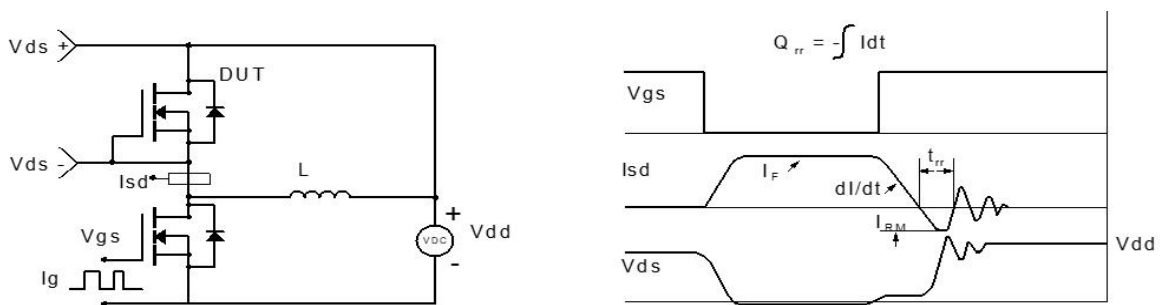 Vds +
DUT
Vds -
Isd
L
Vgs
VDC
+
-
Vdd
Ig
Q rr = -∫ Idt
Vgs
Isd
I F
dI/dt
t rr
I RM
Vdd
Vds